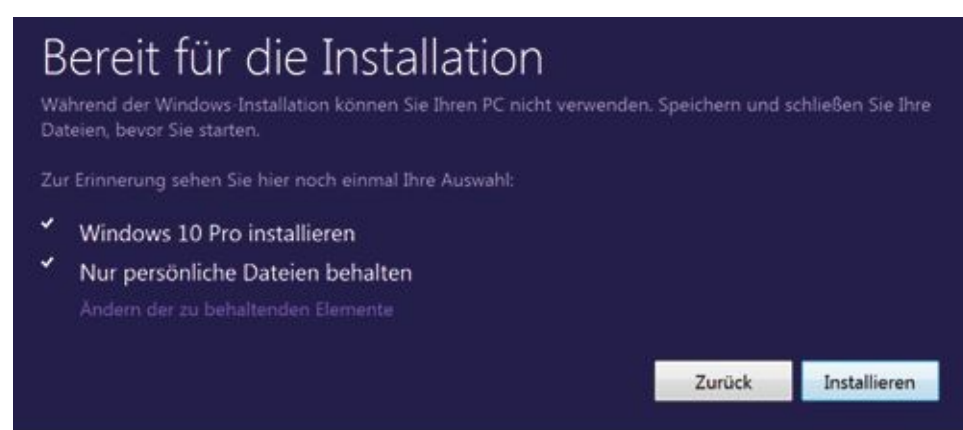 Bereit für die Installation
Während der Windows-Installation können Sie Ihren PC nicht verwenden. Speichern und schließen Sie Ihre
Dateien, bevor Sie starten.
Zur Erinnerung sehen Sie hier noch einmal Ihre Auswahl:
Windows 10 Pro installieren
Nur persönliche Dateien behalten
Ändern der zu behaltenden Elemente
Zurück Installieren